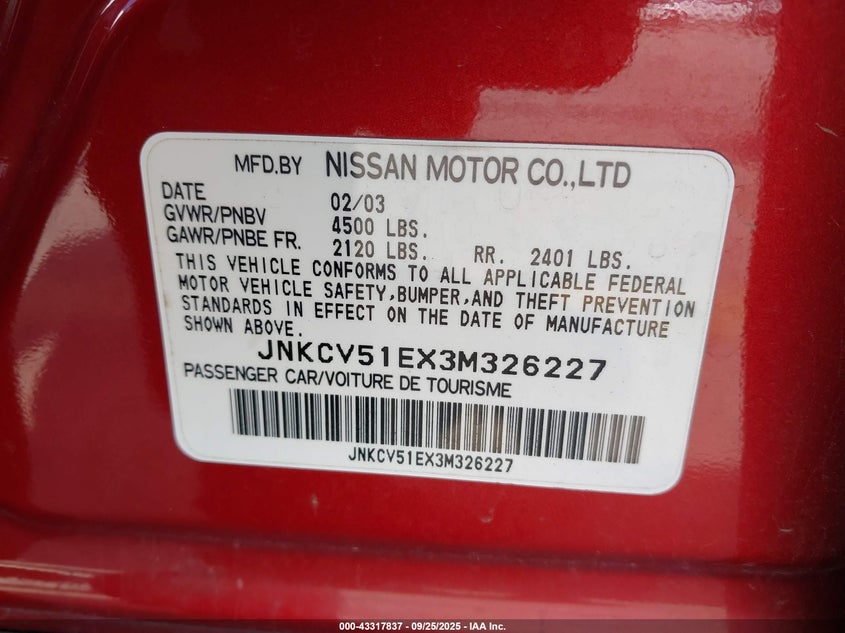 MFD.BY NISSAN MOTOR CO.,LTD
DATE 02/03
GVWR/PNBV 4500 LBS.
GAWR/PNBE FR. 2120 LBS. RR. 2401 LBS.
THIS VEHICLE CONFORMS TO ALL APPLICABLE FEDERAL
MOTOR VEHICLE SAFETY,BUMPER,AND THEFT PREVENTION
STANDARDS IN EFFECT ON THE DATE OF MANUFACTURE
SHOWN ABOVE.
JNKCV51EX3M326227
PASSENGER CAR/VOITURE DE TOURISME
JNKCV51EX3M326227
000-43317837 - 09/25/2025 - IAA Inc.